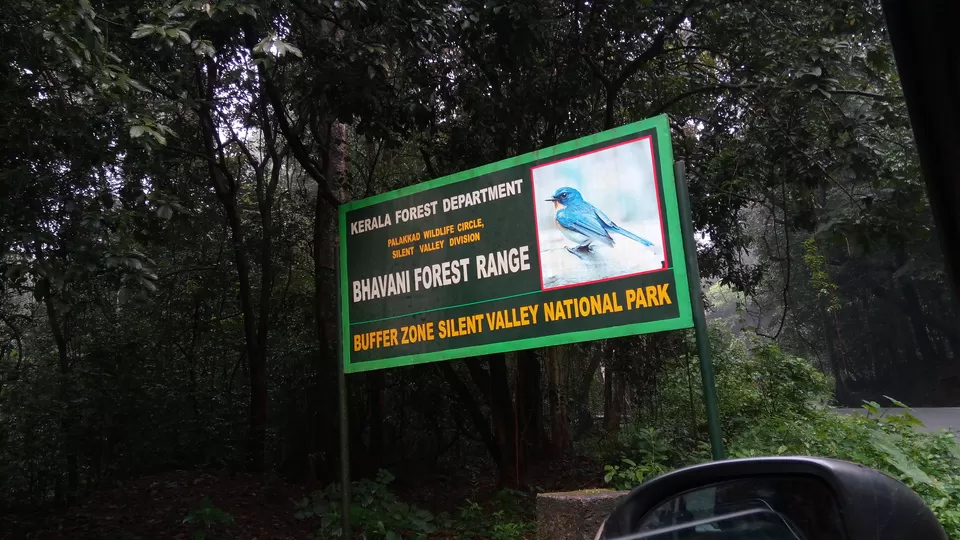 KERALA FOREST DEPARTMENT
PALAKKAD WILDLIFE CIRCLE,
SILENT VALLEY DIVISION
BHAVANI FOREST RANGE
BUFFER ZONE SILENT VALLEY NATIONAL PARK